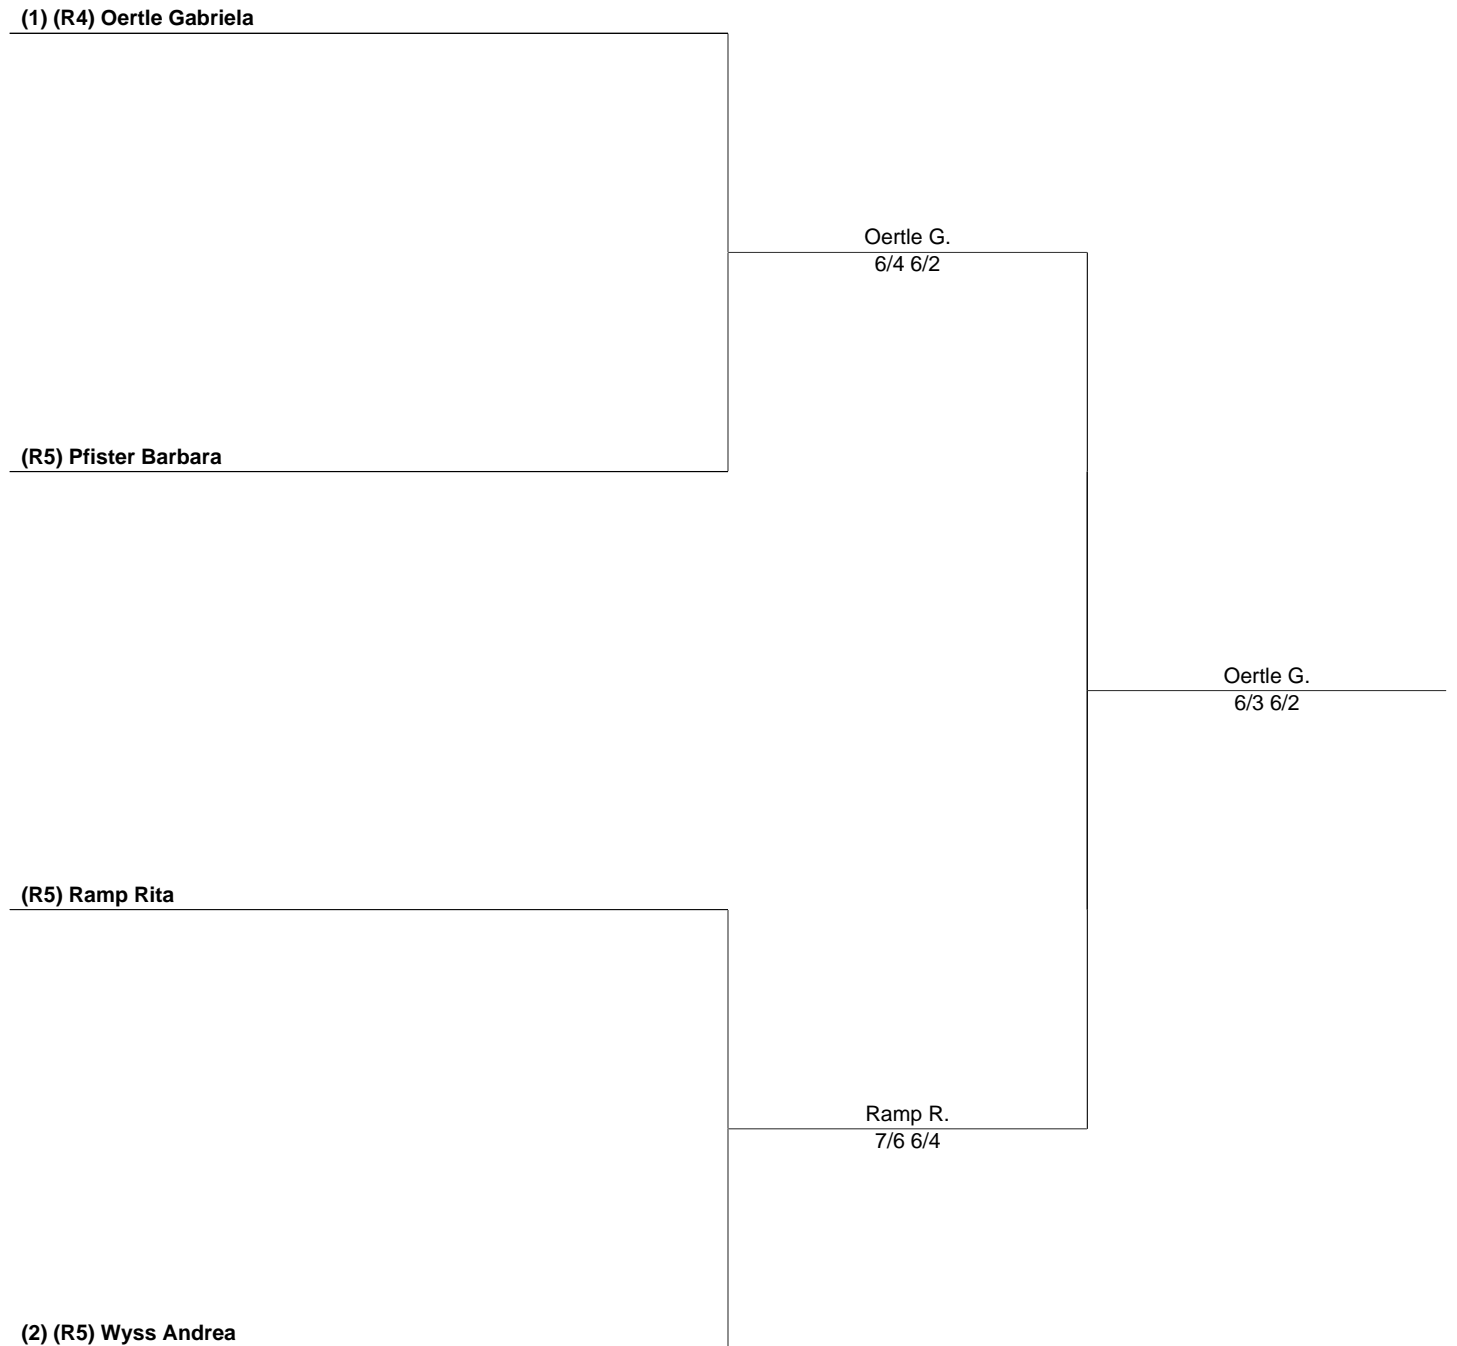 (1) (R4) Oertle Gabriela
Oertle G.
6/4 6/2
(R5) Pfister Barbara
Oertle G.
6/3 6/2
(R5) Ramp Rita
Ramp R.
7/6 6/4
(2) (R5) Wyss Andrea